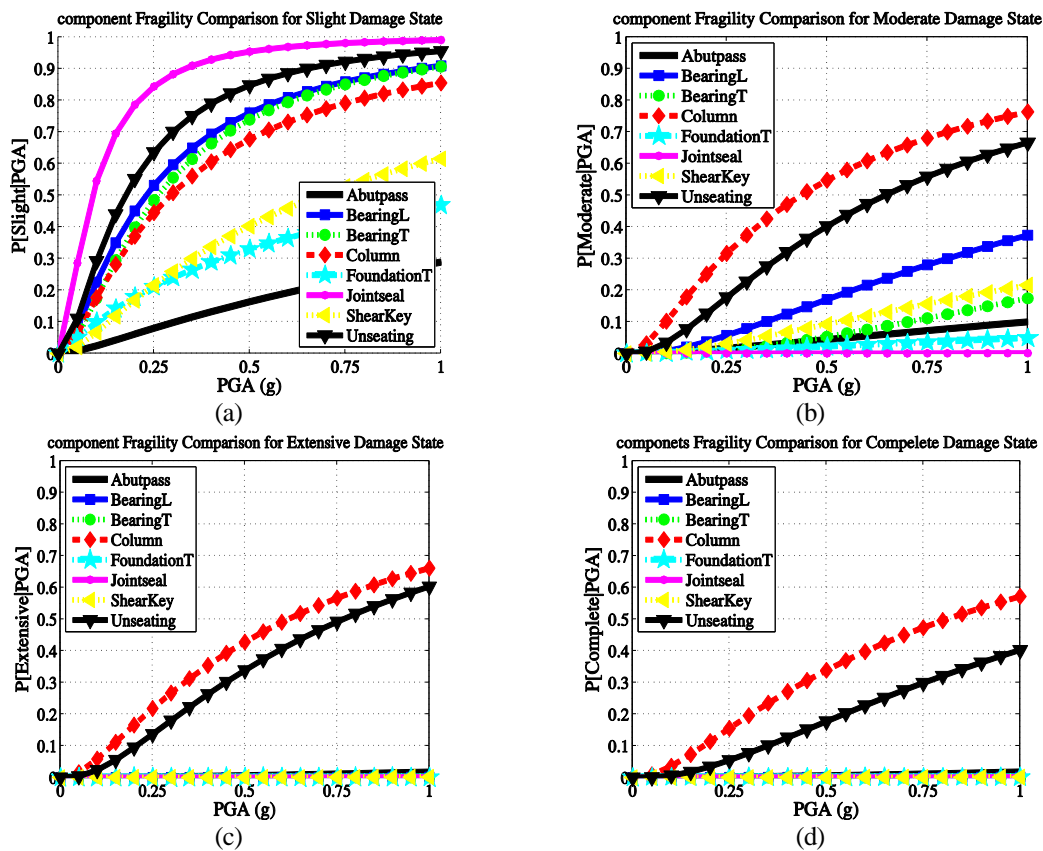 component Fragility Comparison for Slight Damage State
P[Slight|PGA]
1
0.9
0.8
0.7
0.6
0.5
0.4
0.3
0.2
0.1
0
Abutpass
BearingL
BearingT
Column
FoundationT
Jointseal
ShearKey
Unseating
0 0.25 0.5 0.75 1
PGA (g)
(a)
component Fragility Comparison for Moderate Damage State
P[Moderate|PGA]
1
0.9
0.8
0.7
0.6
0.5
0.4
0.3
0.2
0.1
0
Abutpass
BearingL
BearingT
Column
FoundationT
Jointseal
ShearKey
Unseating
0 0.25 0.5 0.75 1
PGA (g)
(b)
component Fragility Comparison for Extensive Damage State
P[Extensive|PGA]
1
0.9
0.8
0.7
0.6
0.5
0.4
0.3
0.2
0.1
0
Abutpass
BearingL
BearingT
Column
FoundationT
Jointseal
ShearKey
Unseating
0 0.25 0.5 0.75 1
PGA (g)
(c)
componets Fragility Comparison for Compelete Damage State
P[Complete|PGA]
1
0.9
0.8
0.7
0.6
0.5
0.4
0.3
0.2
0.1
0
Abutpass
BearingL
BearingT
Column
FoundationT
Jointseal
ShearKey
Unseating
0 0.25 0.5 0.75 1
PGA (g)
(d)